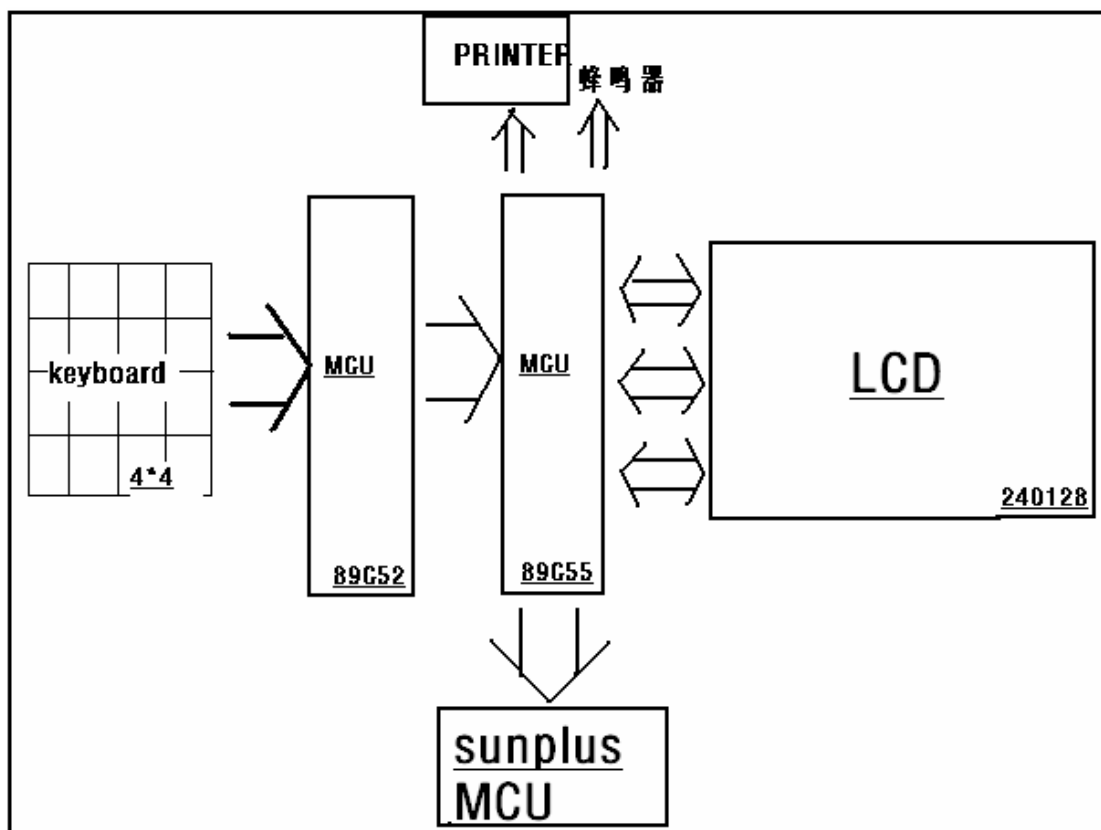 PRINTER
蜂鸣器
keyboard
4*4
MCU
89C52
MCU
89C55
LCD
240128
sunplus
MCU